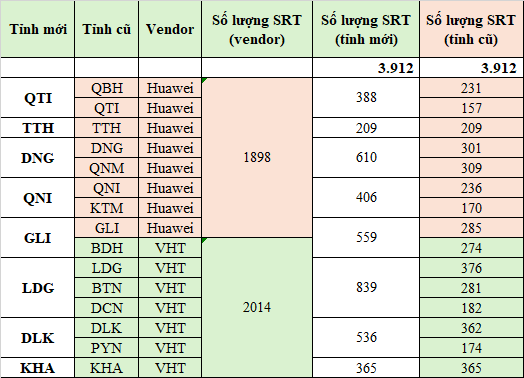 Tỉnh mới Tỉnh cũ Vendor Số lượng SRT (vendor) Số lượng SRT (tỉnh mới) Số lượng SRT (tỉnh cũ)
3.912 3.912
QTI QBH Huawei 1898 388 231
QTI Huawei 157
TTH TTH Huawei 209 209
DNG DNG Huawei 610 301
QNM Huawei 309
QNI QNI Huawei 406 236
KTM Huawei 170
GLI GLI Huawei 559 285
BDH VHT 2014 274
LDG LDG VHT 839 376
BTN VHT 281
DCN VHT 182
DLK DLK VHT 536 362
PYN VHT 174
KHA KHA VHT 365 365